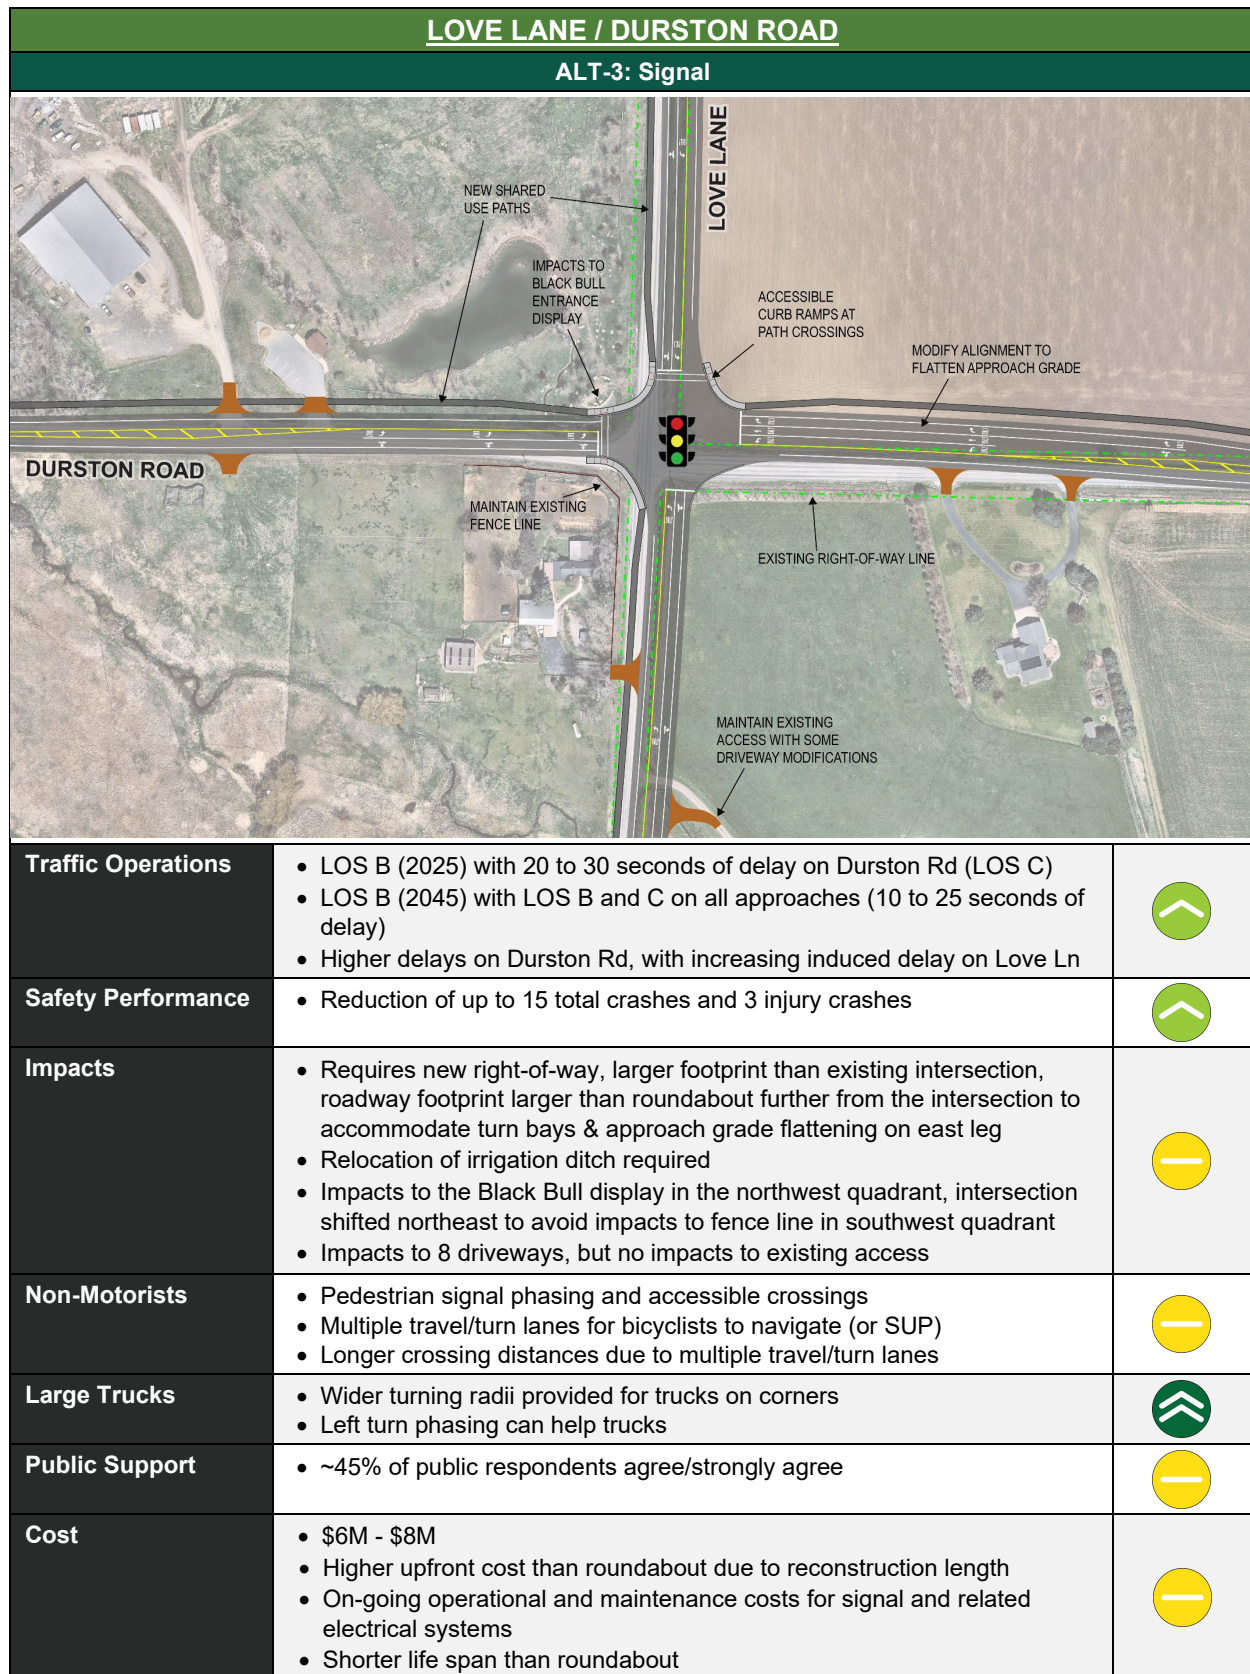 LOVE LANE / DURSTON ROAD
ALT-3: Signal
LOVE LANE
NEW SHARED
USE PATHS
IMPACTS TO
BLACK BULL
ENTRANCE
DISPLAY
ACCESSIBLE
CURB RAMPS AT
PATH CROSSINGS
MODIFY ALIGNMENT TO
FLATTEN APPROACH GRADE
DURSTON ROAD
MAINTAIN EXISTING
FENCE LINE
EXISTING RIGHT-OF-WAY LINE
MAINTAIN EXISTING
ACCESS WITH SOME
DRIVEWAY MODIFICATIONS
Traffic Operations
• LOS B (2025) with 20 to 30 seconds of delay on Durston Rd (LOS C)
• LOS B (2045) with LOS B and C on all approaches (10 to 25 seconds of
delay)
• Higher delays on Durston Rd, with increasing induced delay on Love Ln
Safety Performance
• Reduction of up to 15 total crashes and 3 injury crashes
Impacts
• Requires new right-of-way, larger footprint than existing intersection,
roadway footprint larger than roundabout further from the intersection to
accommodate turn bays & approach grade flattening on east leg
• Relocation of irrigation ditch required
• Impacts to the Black Bull display in the northwest quadrant, intersection
shifted northeast to avoid impacts to fence line in southwest quadrant
• Impacts to 8 driveways, but no impacts to existing access
Non-Motorists
• Pedestrian signal phasing and accessible crossings
• Multiple travel/turn lanes for bicyclists to navigate (or SUP)
• Longer crossing distances due to multiple travel/turn lanes
Large Trucks
• Wider turning radii provided for trucks on corners
• Left turn phasing can help trucks
Public Support
• ~45% of public respondents agree/strongly agree
Cost
• $6M - $8M
• Higher upfront cost than roundabout due to reconstruction length
• On-going operational and maintenance costs for signal and related
electrical systems
• Shorter life span than roundabout